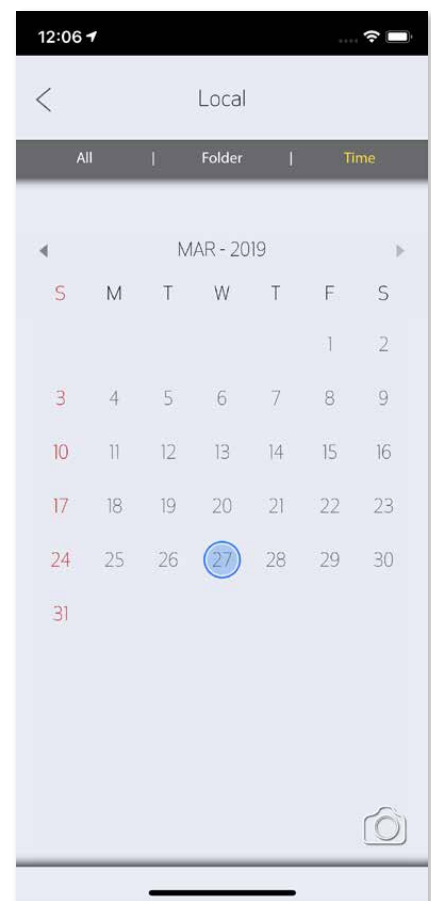 12:06
Local
All | Folder | Time
MAR - 2019
S M T W T F S
1 2
3 4 5 6 7 8 9
10 11 12 13 14 15 16
17 18 19 20 21 22 23
24 25 26 27 28 29 30
31